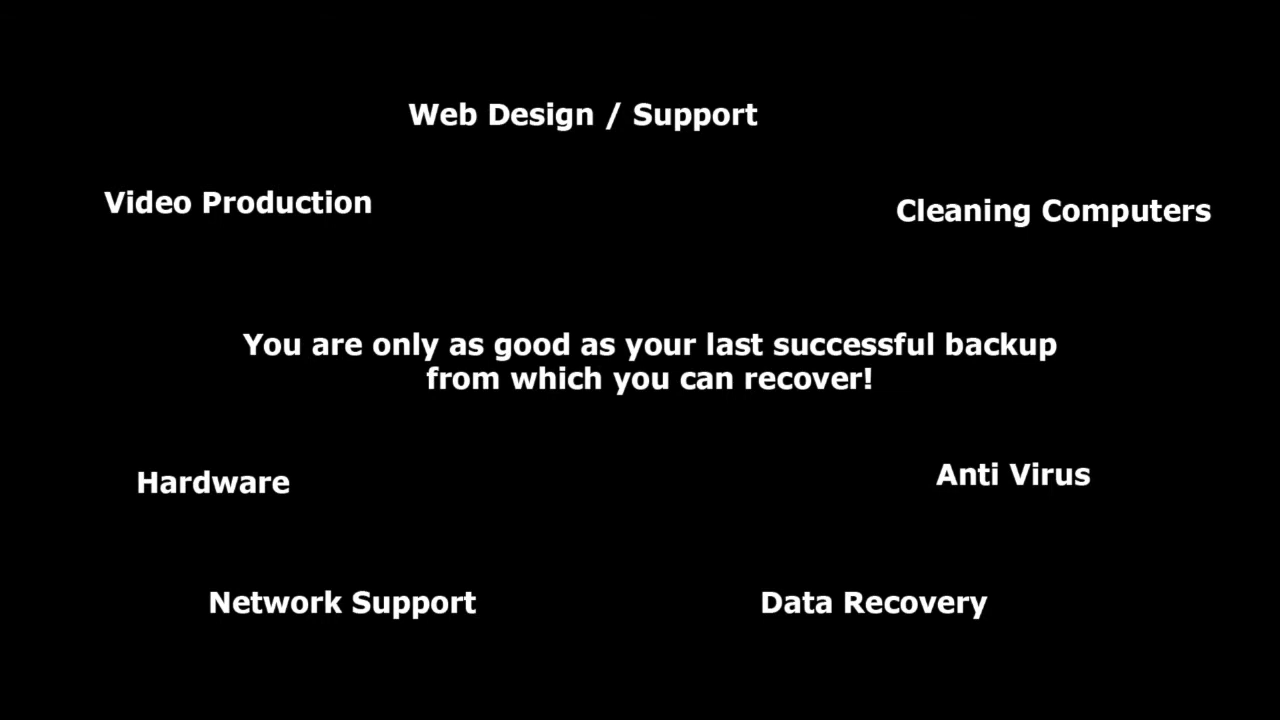 Web Design / Support
Video Production
Cleaning Computers
You are only as good as your last successful backup
from which you can recover!
Hardware
Anti Virus
Network Support
Data Recovery